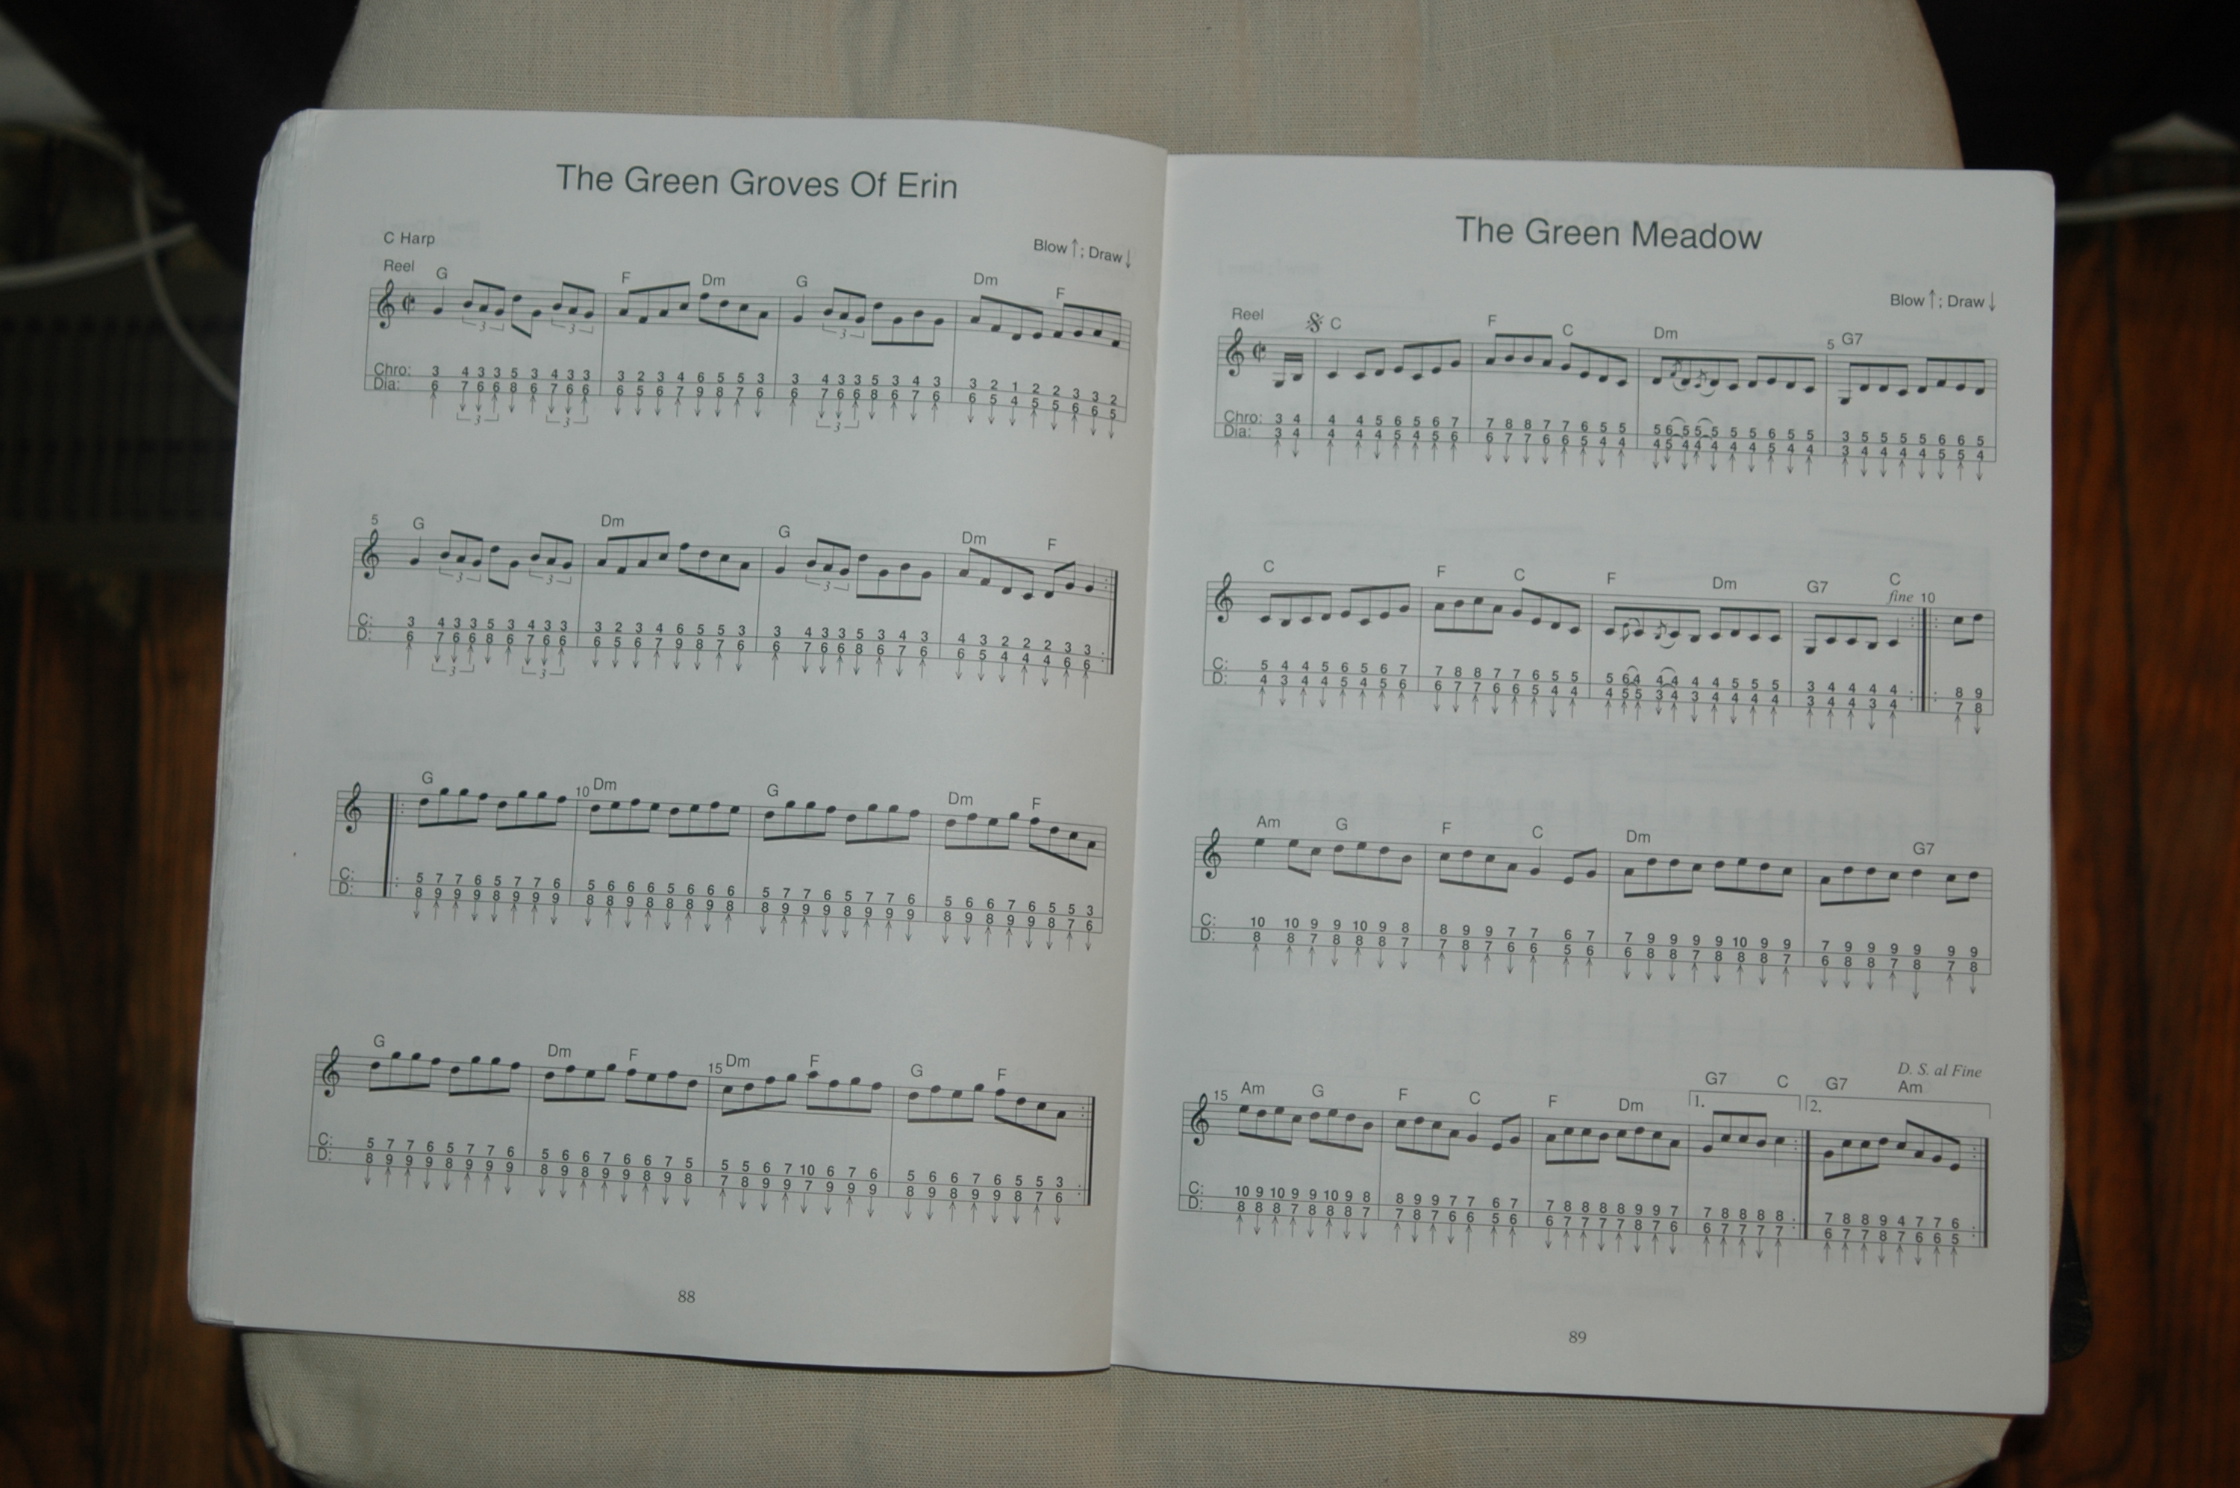 The Green Groves Of Erin
C Harp
Blow ↑; Draw ↓
Reel
G F Dm G Dm F
3 3 3
Chro: 3 4 3 3 5 3 4 3 3 3 2 3 4 6 5 5 3 3 4 3 3 5 3 4 3 3 2 1 2 2 3 3 2
Dia: 6 7 6 6 8 6 7 6 6 6 5 6 7 9 8 7 6 6 7 6 6 8 6 7 6 6 5 4 5 5 6 6 5
3 3 3
5 G Dm G Dm F
3 3 3
C: 3 4 3 3 5 3 4 3 3 3 2 3 4 6 5 5 3 3 4 3 3 5 3 4 3 4 3 2 2 2 3 3
D: 6 7 6 6 8 6 7 6 6 6 5 6 7 9 8 7 6 6 7 6 6 8 6 7 6 6 5 4 4 4 6 6
3 3 3
G 10 Dm G Dm F
C: 5 7 7 6 5 7 7 6 5 6 6 6 5 6 6 6 5 7 7 6 5 7 7 6 5 6 6 7 6 5 5 3
D: 8 9 9 9 8 9 9 9 8 8 9 8 8 8 9 8 8 9 9 9 8 9 9 9 8 9 8 9 9 8 7 6
G Dm F 15 Dm F G F
C: 5 7 7 6 5 7 7 6 5 6 6 7 6 6 7 5 5 5 6 7 10 6 7 6 5 6 6 7 6 5 5 3
D: 8 9 9 9 8 9 9 9 8 9 8 9 9 8 9 8 7 8 9 9 7 9 9 9 8 9 8 9 9 8 7 6
88
The Green Meadow
Blow ↑; Draw ↓
Reel
C F C Dm 5 G7
Chro: 3 4 4 4 5 6 5 6 7 7 8 8 7 7 6 5 5 5 6 5 5 5 5 5 6 5 5 3 5 5 5 5 6 6 5
Dia: 3 4 4 4 4 5 4 5 6 6 7 7 6 6 5 4 4 4 5 4 4 4 4 4 5 4 4 3 4 4 4 4 5 5 4
C F C F Dm G7 C
fine 10
C: 5 4 4 5 6 5 6 7 7 8 8 7 7 6 5 5 5 6 4 4 4 4 4 5 5 5 3 4 4 4 4 8 9
D: 4 3 4 4 5 4 5 6 6 7 7 6 6 5 4 4 4 5 5 3 4 3 4 4 4 4 3 4 4 3 4 7 8
Am G F C Dm G7
C: 10 10 9 9 10 9 8 8 9 9 7 7 6 7 7 9 9 9 9 10 9 9 7 9 9 9 9 9 9
D: 8 8 7 8 8 8 7 7 8 7 6 6 5 6 6 8 8 7 8 8 8 7 6 8 8 7 8 7 8
D. S. al Fine
15 Am G F C F Dm G7 C G7 Am
1. 2.
C: 10 9 10 9 9 10 9 8 8 9 9 7 7 6 7 7 8 8 8 8 9 9 7 7 8 8 8 8 7 8 8 9 4 7 7 6
D: 8 8 8 7 8 8 8 7 7 8 7 6 6 5 6 6 7 7 7 7 8 7 6 6 7 7 7 7 6 7 7 8 7 6 6 5
89